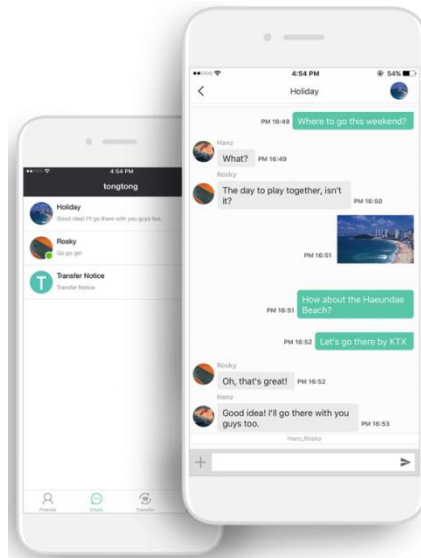 4:54 PM
tongtong
Holiday
Good idea! I'll go there with you guys too.
Rosky
Go go go!
T
Transfer Notice
Transfer Notice
Friends
Chats
Transfer
4:54 PM
54%
Holiday
PM 16:49
Where to go this weekend?
Hanz
What?
PM 16:49
Rosky
The day to play together, isn't
it?
PM 16:50
PM 16:51
How about the Haeundae
Beach?
PM 16:51
PM 16:52
Let's go there by KTX
Rosky
Oh, that's great!
PM 16:52
Hanz
Good idea! I'll go there with you
guys too.
PM 16:53
Hanz,Rosky